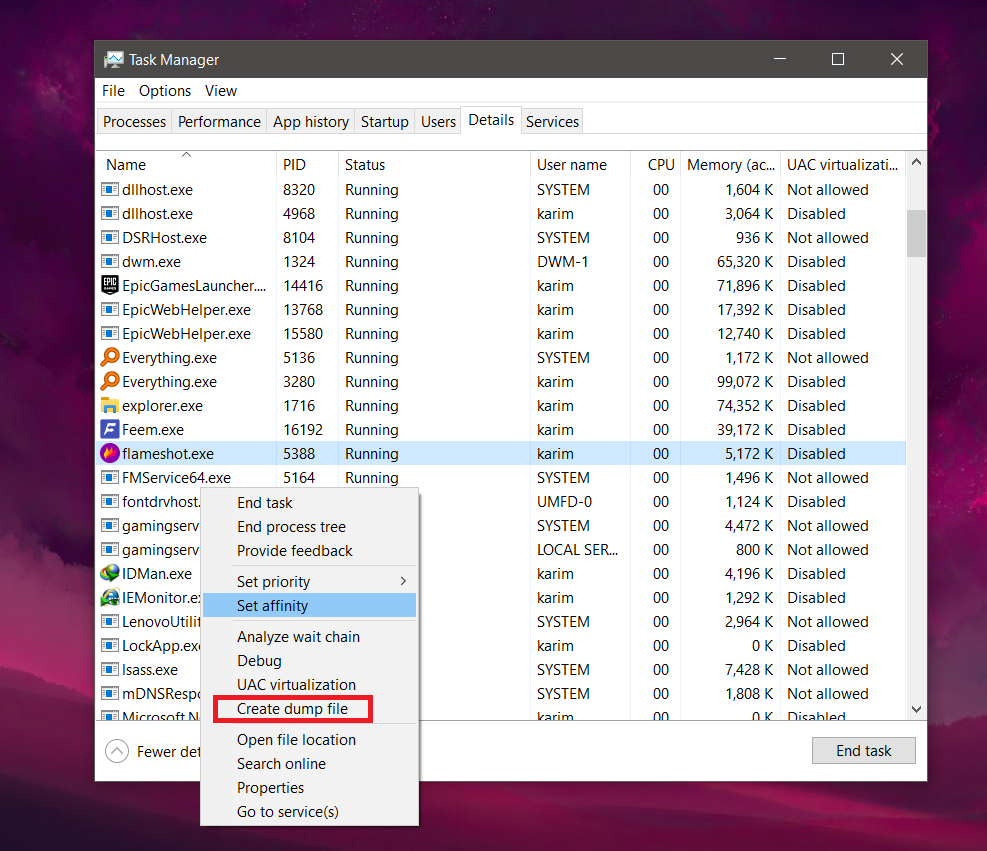 Task Manager
File Options View
Processes Performance App history Startup Users Details Services
Name PID Status User name CPU Memory (ac... UAC virtualizati...
dllhost.exe 8320 Running SYSTEM 00 1,604 K Not allowed
dllhost.exe 4968 Running karim 00 3,064 K Disabled
DSRHost.exe 8104 Running SYSTEM 00 936 K Not allowed
dwm.exe 1324 Running DWM-1 00 65,320 K Disabled
EPIC GAMES EpicGamesLauncher.... 14416 Running karim 00 71,896 K Disabled
EpicWebHelper.exe 13768 Running karim 00 17,392 K Disabled
EpicWebHelper.exe 15580 Running karim 00 12,740 K Disabled
Everything.exe 5136 Running SYSTEM 00 1,172 K Not allowed
Everything.exe 3280 Running karim 00 99,072 K Disabled
explorer.exe 1716 Running karim 00 74,352 K Disabled
Feem.exe 16192 Running karim 00 39,172 K Disabled
flameshot.exe 5388 Running karim 00 5,172 K Disabled
FMService64.exe 5164 Running SYSTEM 00 1,496 K Not allowed
fontdrvhost. UMFD-0 00 1,124 K Disabled
gamingserv SYSTEM 00 4,472 K Not allowed
gamingserv LOCAL SER... 00 800 K Not allowed
IDMan.exe karim 00 4,196 K Disabled
IEMonitor.ex karim 00 1,292 K Disabled
LenovoUtilit SYSTEM 00 2,964 K Not allowed
LockApp.exe karim 00 0 K Disabled
lsass.exe SYSTEM 00 7,428 K Not allowed
mDNSRespo SYSTEM 00 1,808 K Not allowed
Microsoft.N karim 00 0 K Disabled
End task
End process tree
Provide feedback
Set priority
Set affinity
Analyze wait chain
Debug
UAC virtualization
Create dump file
Open file location
Search online
Properties
Go to service(s)
Fewer det
End task